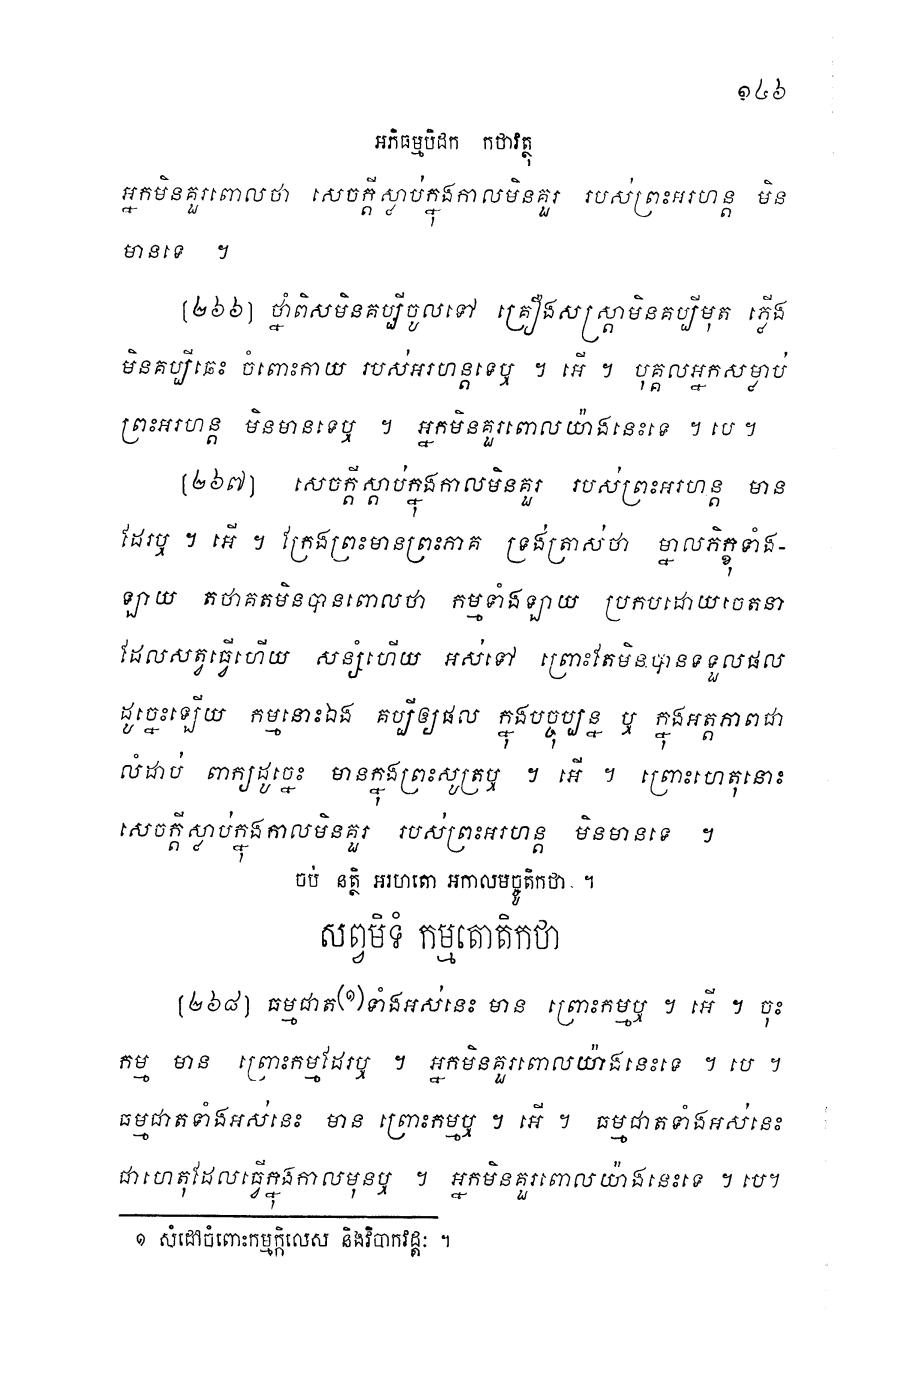 ១៤៦
អភិធម្មបិដក កថាវត្ថុ
អ្នកមិនគួរពោលថា សេចក្តីស្លាប់ក្នុងកាលមិនគួរ របស់ព្រះអរហន្ត មិន
មានទេ ។
[២៦៦] ថ្នាំពិសមិនគប្បីចូលទៅ គ្រឿងសស្ត្រាមិនគប្បីមុត ភ្លើង
មិនគប្បីឆេះ ចំពោះកាយ របស់អរហន្តទេឬ ។ អើ ។ បុគ្គលអ្នកសម្លាប់
ព្រះអរហន្ត មិនមានទេឬ ។ អ្នកមិនគួរពោលយ៉ាងនេះទេ ។ បេ ។
[២៦៧] សេចក្តីស្លាប់ក្នុងកាលមិនគួរ របស់ព្រះអរហន្ត មាន
ដែរឬ ។ អើ ។ ក្រែងព្រះមានព្រះភាគ ទ្រង់ត្រាស់ថា ម្នាលភិក្ខុទាំង-
ឡាយ តថាគតមិនបានពោលថា កម្មទាំងឡាយ ប្រកបដោយចេតនា
ដែលសត្វធ្វើហើយ សន្សំហើយ អស់ទៅ ព្រោះតែមិនបានទទួលផល
ដូច្នេះឡើយ កម្មនោះឯង គប្បីឲ្យផល ក្នុងបច្ចុប្បន្ន ឬ ក្នុងអត្តភាពជា
លំដាប់ ពាក្យដូច្នេះ មានក្នុងព្រះសូត្រឬ ។ អើ ។ ព្រោះហេតុនោះ
សេចក្តីស្លាប់ក្នុងកាលមិនគួរ របស់ព្រះអរហន្ត មិនមានទេ ។
ចប់ នត្ថិ អរហតោ អកាលមច្ចូតិកថា ។
សព្វមិទំ កម្មតោតិកថា
[២៦៨] ធម្មជាត(១)ទាំងអស់នេះ មាន ព្រោះកម្មឬ ។ អើ ។ ចុះ
កម្ម មាន ព្រោះកម្មដែរឬ ។ អ្នកមិនគួរពោលយ៉ាងនេះទេ ។ បេ ។
ធម្មជាតទាំងអស់នេះ មាន ព្រោះកម្មឬ ។ អើ ។ ធម្មជាតទាំងអស់នេះ
ជាហេតុដែលធ្វើក្នុងកាលមុនឬ ។ អ្នកមិនគួរពោលយ៉ាងនេះទេ ។ បេ។
១ សំដៅចំពោះកម្មក្កិលេស និងវិបាកវដ្តៈ ។